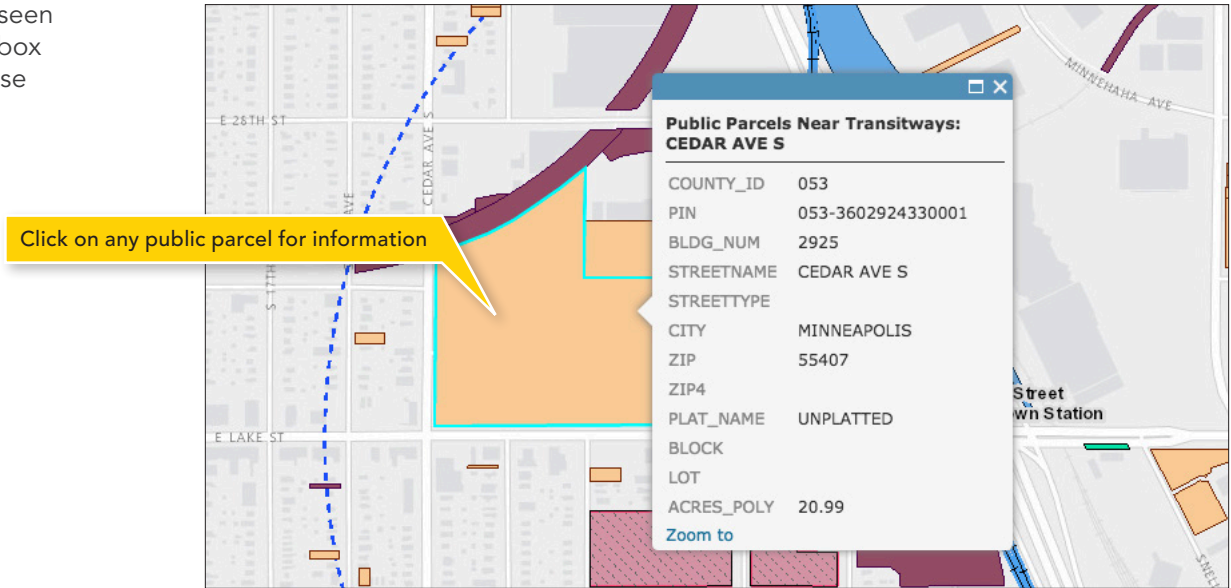 seen
box
se
E 28TH ST
CEDAR AVE S
MINNEHAHA AVE
AVE
S 17TH
E LAKE ST
Click on any public parcel for information
Public Parcels Near Transitways:
CEDAR AVE S
COUNTY_ID 053
PIN 053-3602924330001
BLDG_NUM 2925
STREETNAME CEDAR AVE S
STREETTYPE
CITY MINNEAPOLIS
ZIP 55407
ZIP4
PLAT_NAME UNPLATTED
BLOCK
LOT
ACRES_POLY 20.99
Zoom to
Street
wn Station
SNEL